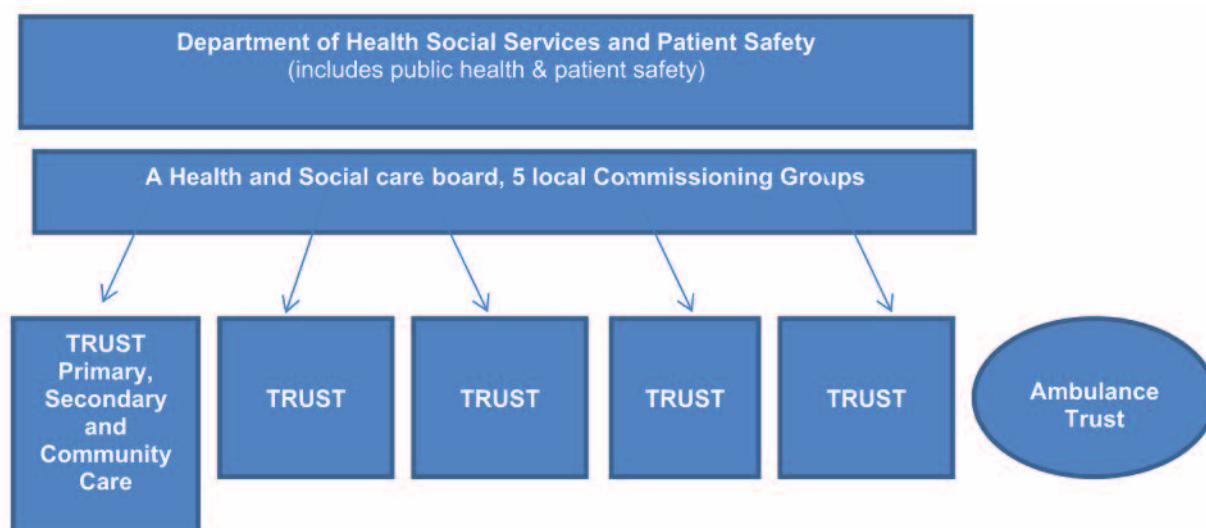 Department of Health Social Services and Patient Safety
(includes public health & patient safety)
A Health and Social care board, 5 local Commissioning Groups
TRUST
Primary,
Secondary
and
Community
Care
TRUST
TRUST
TRUST
TRUST
Ambulance
Trust